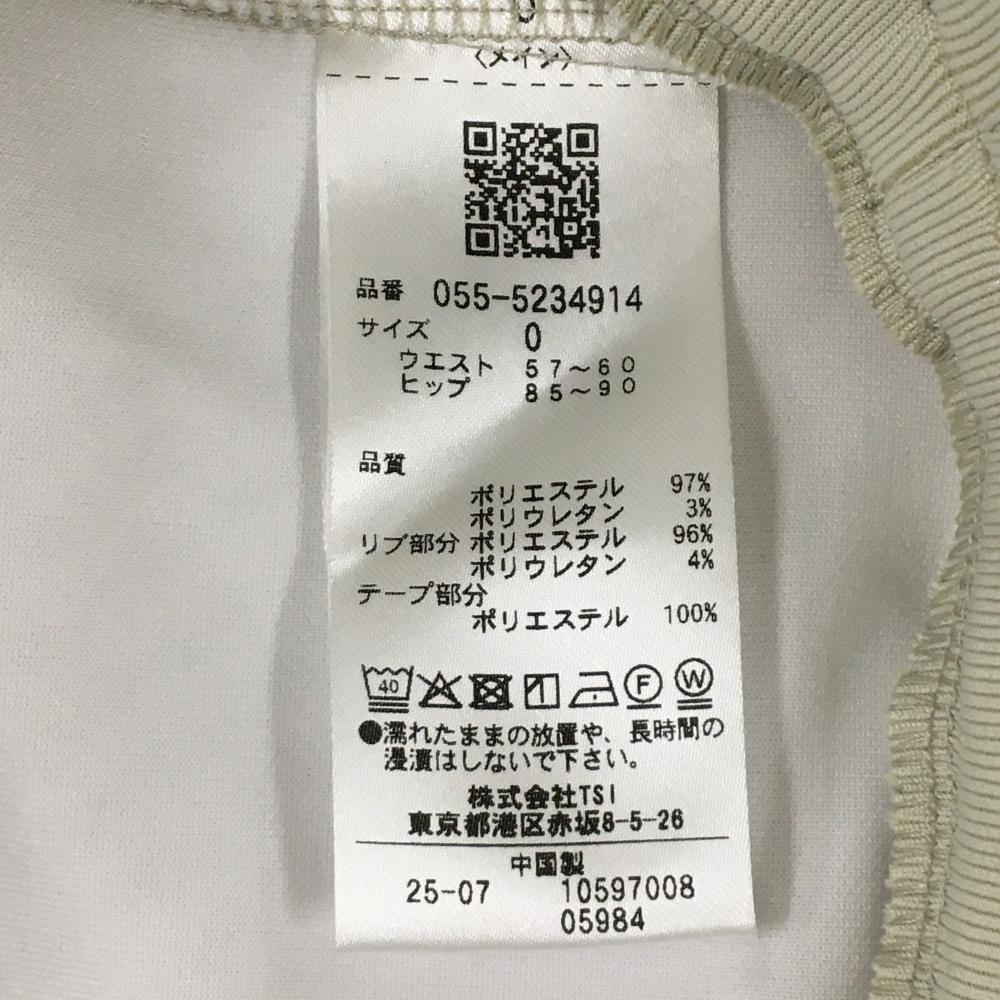 〈メイン〉
品番 055-5234914
サイズ 0
ウエスト 57～60
ヒップ 85～90
品質
ポリエステル 97%
ポリウレタン 3%
リブ部分 ポリエステル 96%
ポリウレタン 4%
テープ部分
ポリエステル 100%
40 F W
●濡れたままの放置や、長時間の
浸漬はしないで下さい。
株式会社TSI
東京都港区赤坂8-5-26
中国製
25-07 10597008
05984